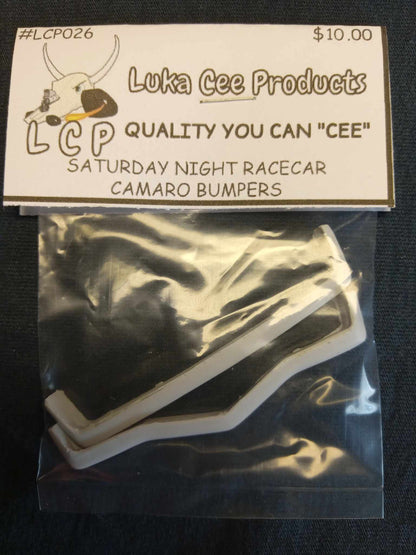 #LCP026
$10.00
Luka Cee Products
LCP QUALITY YOU CAN "CEE"
SATURDAY NIGHT RACECAR
CAMARO BUMPERS